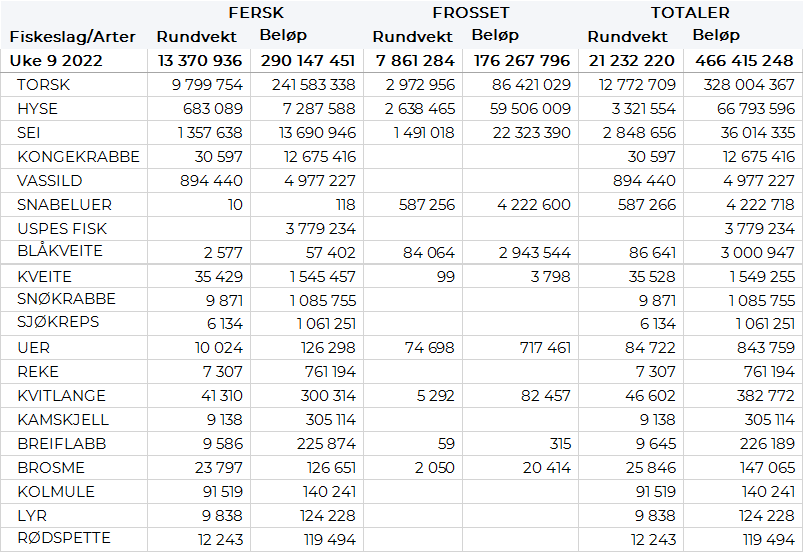 FERSK FROSSET TOTALER
Fiskeslag/Arter Rundvekt Beløp Rundvekt Beløp Rundvekt Beløp
Uke 9 2022 13 370 936 290 147 451 7 861 284 176 267 796 21 232 220 466 415 248
TORSK 9 799 754 241 583 338 2 972 956 86 421 029 12 772 709 328 004 367
HYSE 683 089 7 287 588 2 638 465 59 506 009 3 321 554 66 793 596
SEI 1 357 638 13 690 946 1 491 018 22 323 390 2 848 656 36 014 335
KONGEKRABBE 30 597 12 675 416 30 597 12 675 416
VASSILD 894 440 4 977 227 894 440 4 977 227
SNABELUER 10 118 587 256 4 222 600 587 266 4 222 718
USPES FISK 3 779 234 3 779 234
BLÅKVEITE 2 577 57 402 84 064 2 943 544 86 641 3 000 947
KVEITE 35 429 1 545 457 99 3 798 35 528 1 549 255
SNØKRABBE 9 871 1 085 755 9 871 1 085 755
SJØKREPS 6 134 1 061 251 6 134 1 061 251
UER 10 024 126 298 74 698 717 461 84 722 843 759
REKE 7 307 761 194 7 307 761 194
KVITLANGE 41 310 300 314 5 292 82 457 46 602 382 772
KAMSKJELL 9 138 305 114 9 138 305 114
BREIFLABB 9 586 225 874 59 315 9 645 226 189
BROSME 23 797 126 651 2 050 20 414 25 846 147 065
KOLMULE 91 519 140 241 91 519 140 241
LYR 9 838 124 228 9 838 124 228
RØDSPETTE 12 243 119 494 12 243 119 494